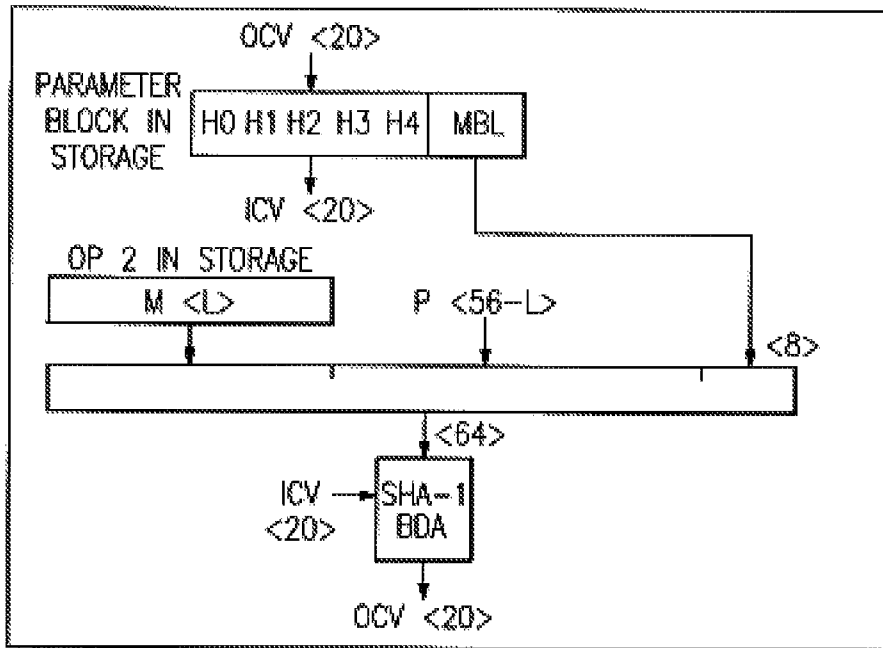 OCV <20>
PARAMETER
BLOCK IN
STORAGE
H0 H1 H2 H3 H4 MBL
ICV <20>
OP 2 IN STORAGE
M <L>
P <56-L>
<8>
<64>
ICV
<20>
SHA-1
BDA
OCV <20>